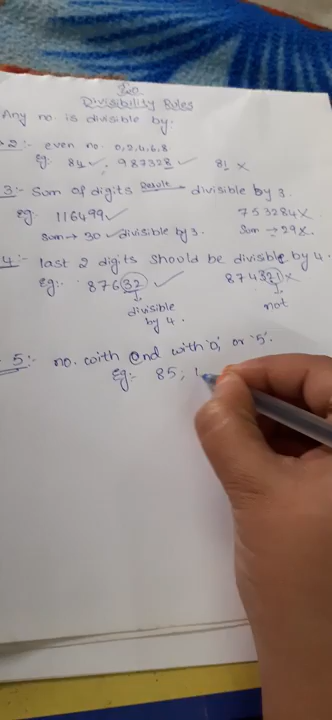 Divisibility Rules
Any no. is divisible by:
2:- even no. 0,2,4,6,8
Eg: 84 ✓, 982328 ✓ 81 ×
3:- Sum of digits Result divisible by 3.
Eg: 116499 ✓ 753284 ×
Sum → 30 ✓ divisible by 3. Sum → 29 ×.
4:- last 2 digits should be divisible by 4.
Eg:- 87632 ✓ 874321 ×
↓ divisible ↓ not
by 4.
5:- no. with end with '0' or '5'.
Eg:- 85; 1